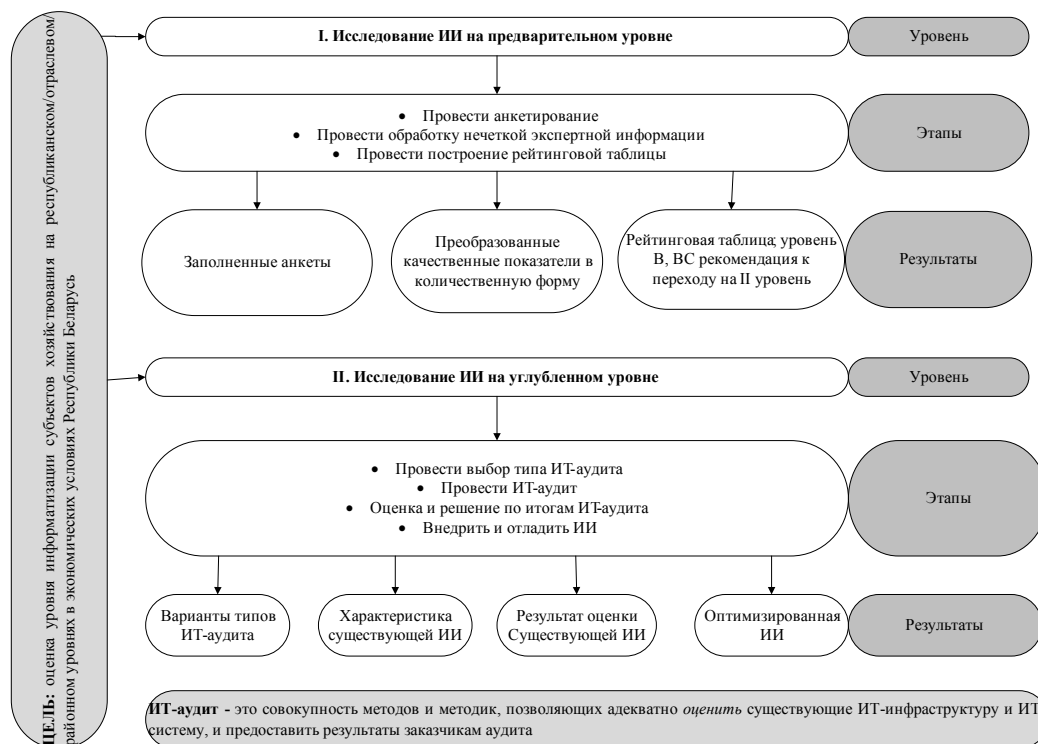 ЦЕЛЬ: оценка уровня информатизации субъектов хозяйствования на республиканском/отраслевом/
районном уровнях в экономических условиях Республики Беларусь
I. Исследование ИИ на предварительном уровне
Уровень
• Провести анкетирование
• Провести обработку нечеткой экспертной информации
• Провести построение рейтинговой таблицы
Этапы
Заполненные анкеты
Преобразованные
качественные показатели в
количественную форму
Рейтинговая таблица; уровень
В, ВС рекомендация к
переходу на II уровень
Результаты
II. Исследование ИИ на углубленном уровне
Уровень
• Провести выбор типа ИТ-аудита
• Провести ИТ-аудит
• Оценка и решение по итогам ИТ-аудита
• Внедрить и отладить ИИ
Этапы
Варианты типов
ИТ-аудита
Характеристика
существующей ИИ
Результат оценки
Существующей ИИ
Оптимизированная
ИИ
Результаты
ИТ-аудит - это совокупность методов и методик, позволяющих адекватно оценить существующие ИТ-инфраструктуру и ИТ
систему, и предоставить результаты заказчикам аудита